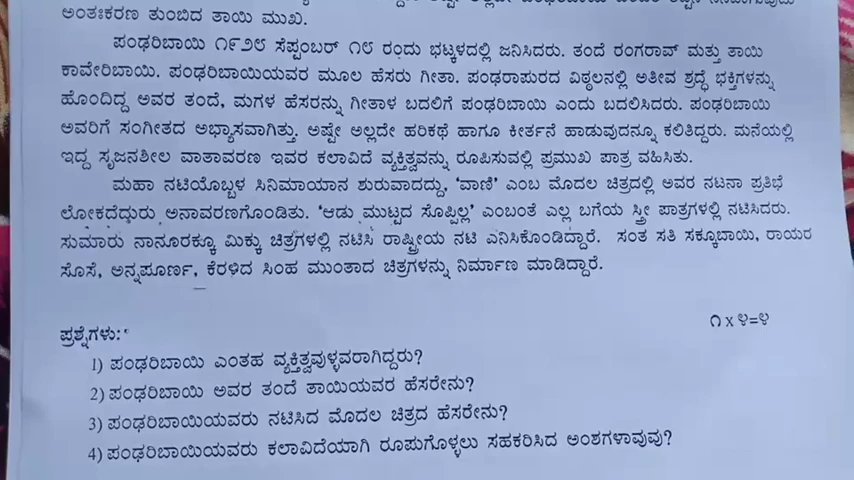 ಅಂತಃಕರಣ ತುಂಬಿದ ತಾಯಿ ಮುಖ.
ಪಂಢರಿಬಾಯಿ ೧೯೨೮ ಸೆಪ್ಟೆಂಬರ್ ೧೮ ರಂದು ಭಟ್ಕಳದಲ್ಲಿ ಜನಿಸಿದರು. ತಂದೆ ರಂಗರಾವ್ ಮತ್ತು ತಾಯಿ
ಕಾವೇರಿಬಾಯಿ. ಪಂಢರಿಬಾಯಿಯವರ ಮೂಲ ಹೆಸರು ಗೀತಾ. ಪಂಢರಾಪುರದ ವಿಠ್ಠಲನಲ್ಲಿ ಅತೀವ ಶ್ರದ್ಧೆ ಭಕ್ತಿಗಳನ್ನು
ಹೊಂದಿದ್ದ ಅವರ ತಂದೆ, ಮಗಳ ಹೆಸರನ್ನು ಗೀತಾಳ ಬದಲಿಗೆ ಪಂಢರಿಬಾಯಿ ಎಂದು ಬದಲಿಸಿದರು. ಪಂಢರಿಬಾಯಿ
ಅವರಿಗೆ ಸಂಗೀತದ ಅಭ್ಯಾಸವಾಗಿತ್ತು. ಅಷ್ಟೇ ಅಲ್ಲದೇ ಹರಿಕಥೆ ಹಾಗೂ ಕೀರ್ತನೆ ಹಾಡುವುದನ್ನೂ ಕಲಿತಿದ್ದರು. ಮನೆಯಲ್ಲಿ
ಇದ್ದ ಸೃಜನಶೀಲ ವಾತಾವರಣ ಇವರ ಕಲಾವಿದೆ ವ್ಯಕ್ತಿತ್ವವನ್ನು ರೂಪಿಸುವಲ್ಲಿ ಪ್ರಮುಖ ಪಾತ್ರ ವಹಿಸಿತು.
ಮಹಾ ನಟಿಯೊಬ್ಬಳ ಸಿನಿಮಾಯಾನ ಶುರುವಾದದ್ದು, ‘ವಾಣಿ’ ಎಂಬ ಮೊದಲ ಚಿತ್ರದಲ್ಲಿ ಅವರ ನಟನಾ ಪ್ರತಿಭೆ
ಲೋಕದೆದುರು ಅನಾವರಣಗೊಂಡಿತು. ‘ಆಡು ಮುಟ್ಟದ ಸೊಪ್ಪಿಲ್ಲ’ ಎಂಬಂತೆ ಎಲ್ಲ ಬಗೆಯ ಸ್ತ್ರೀ ಪಾತ್ರಗಳಲ್ಲಿ ನಟಿಸಿದರು.
ಸುಮಾರು ನಾನೂರಕ್ಕೂ ಮಿಕ್ಕು ಚಿತ್ರಗಳಲ್ಲಿ ನಟಿಸಿ ರಾಷ್ಟ್ರೀಯ ನಟಿ ಎನಿಸಿಕೊಂಡಿದ್ದಾರೆ. ಸಂತ ಸತಿ ಸಕ್ಕೂಬಾಯಿ, ರಾಯರ
ಸೊಸೆ, ಅನ್ನಪೂರ್ಣ, ಕೆರಳಿದ ಸಿಂಹ ಮುಂತಾದ ಚಿತ್ರಗಳನ್ನು ನಿರ್ಮಾಣ ಮಾಡಿದ್ದಾರೆ.
ಪ್ರಶ್ನೆಗಳು: ೧x೪=೪
1) ಪಂಢರಿಬಾಯಿ ಎಂತಹ ವ್ಯಕ್ತಿತ್ವವುಳ್ಳವರಾಗಿದ್ದರು?
2) ಪಂಢರಿಬಾಯಿ ಅವರ ತಂದೆ ತಾಯಿಯವರ ಹೆಸರೇನು?
3) ಪಂಢರಿಬಾಯಿಯವರು ನಟಿಸಿದ ಮೊದಲ ಚಿತ್ರದ ಹೆಸರೇನು?
4) ಪಂಢರಿಬಾಯಿಯವರು ಕಲಾವಿದೆಯಾಗಿ ರೂಪುಗೊಳ್ಳಲು ಸಹಕರಿಸಿದ ಅಂಶಗಳಾವುವು?